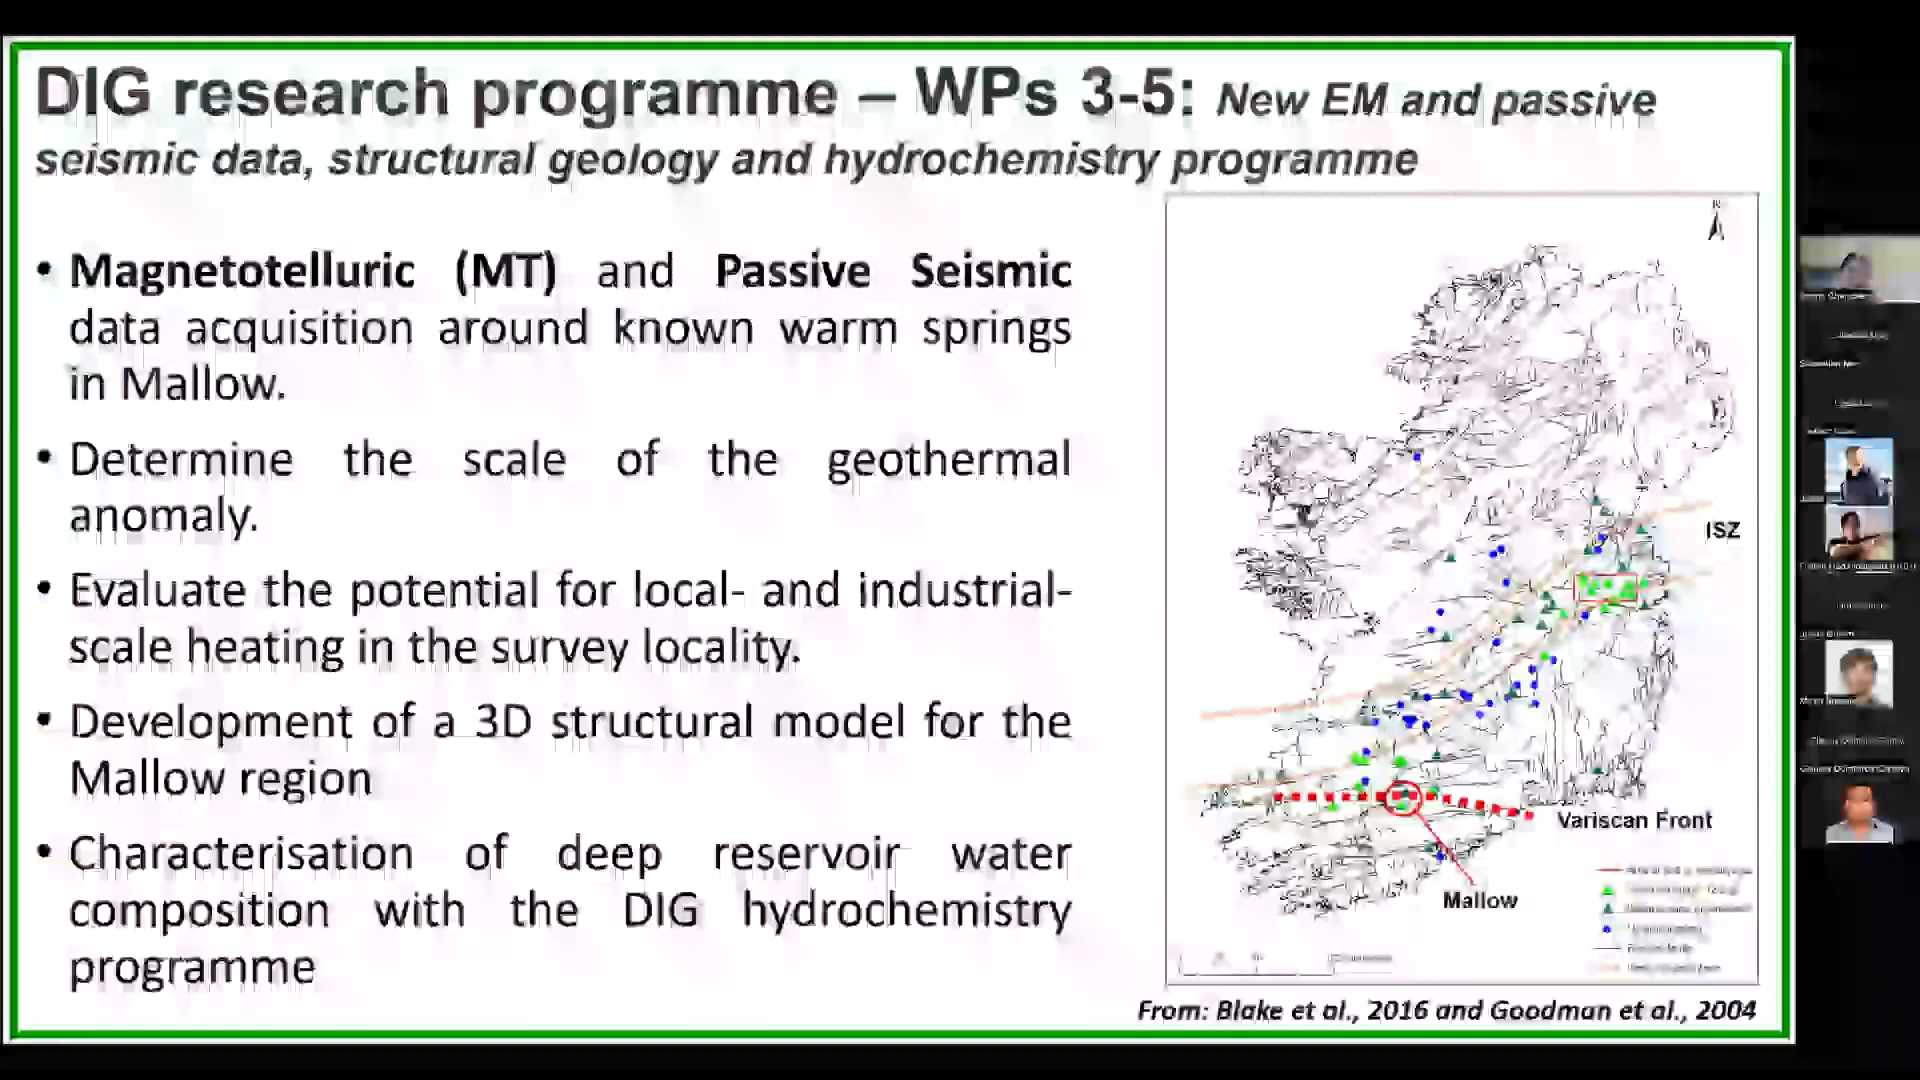 DIG research programme – WPs 3-5: New EM and passive
seismic data, structural geology and hydrochemistry programme
• Magnetotelluric (MT) and Passive Seismic
data acquisition around known warm springs
in Mallow.
• Determine the scale of the geothermal
anomaly.
• Evaluate the potential for local- and industrial-
scale heating in the survey locality.
• Development of a 3D structural model for the
Mallow region
• Characterisation of deep reservoir water
composition with the DIG hydrochemistry
programme
N
ISZ
Variscan Front
Mallow
From: Blake et al., 2016 and Goodman et al., 2004